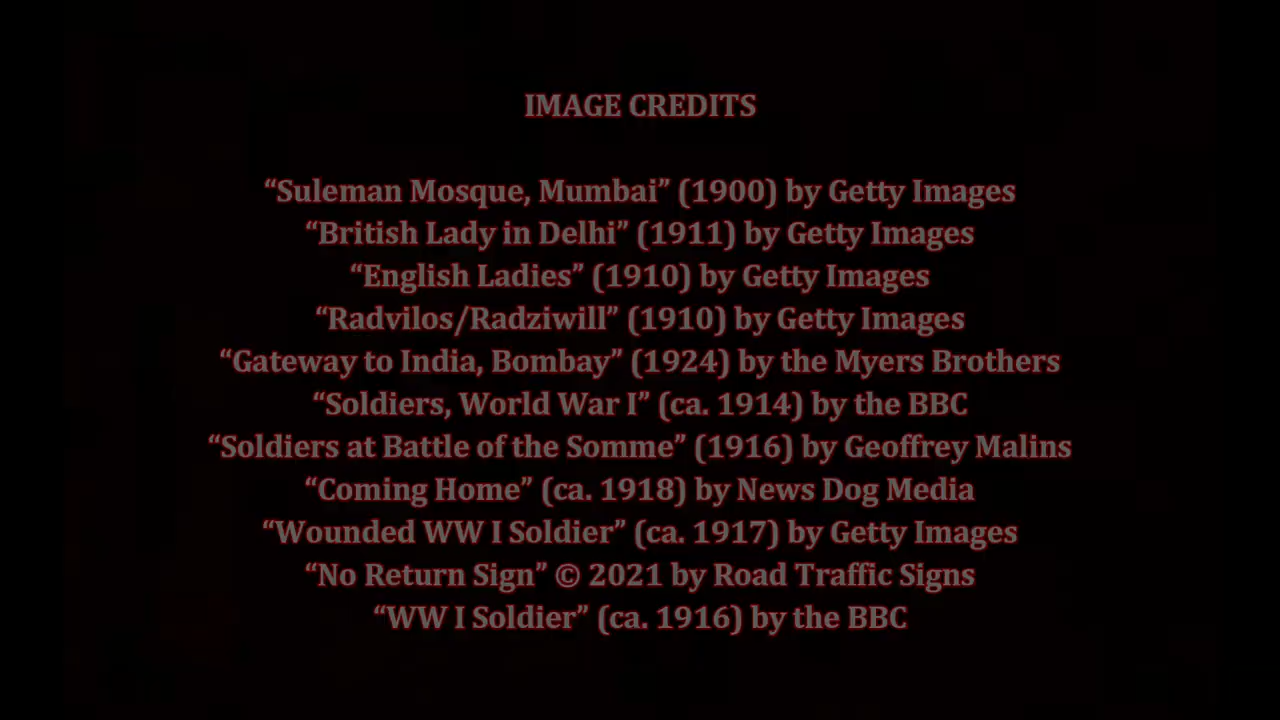 IMAGE CREDITS
“Suleman Mosque, Mumbai” (1900) by Getty Images
“British Lady in Delhi” (1911) by Getty Images
“English Ladies” (1910) by Getty Images
“Radvilos/Radziwill” (1910) by Getty Images
“Gateway to India, Bombay” (1924) by the Myers Brothers
“Soldiers, World War I” (ca. 1914) by the BBC
“Soldiers at Battle of the Somme” (1916) by Geoffrey Malins
“Coming Home” (ca. 1918) by News Dog Media
“Wounded WW I Soldier” (ca. 1917) by Getty Images
“No Return Sign” © 2021 by Road Traffic Signs
“WW I Soldier” (ca. 1916) by the BBC